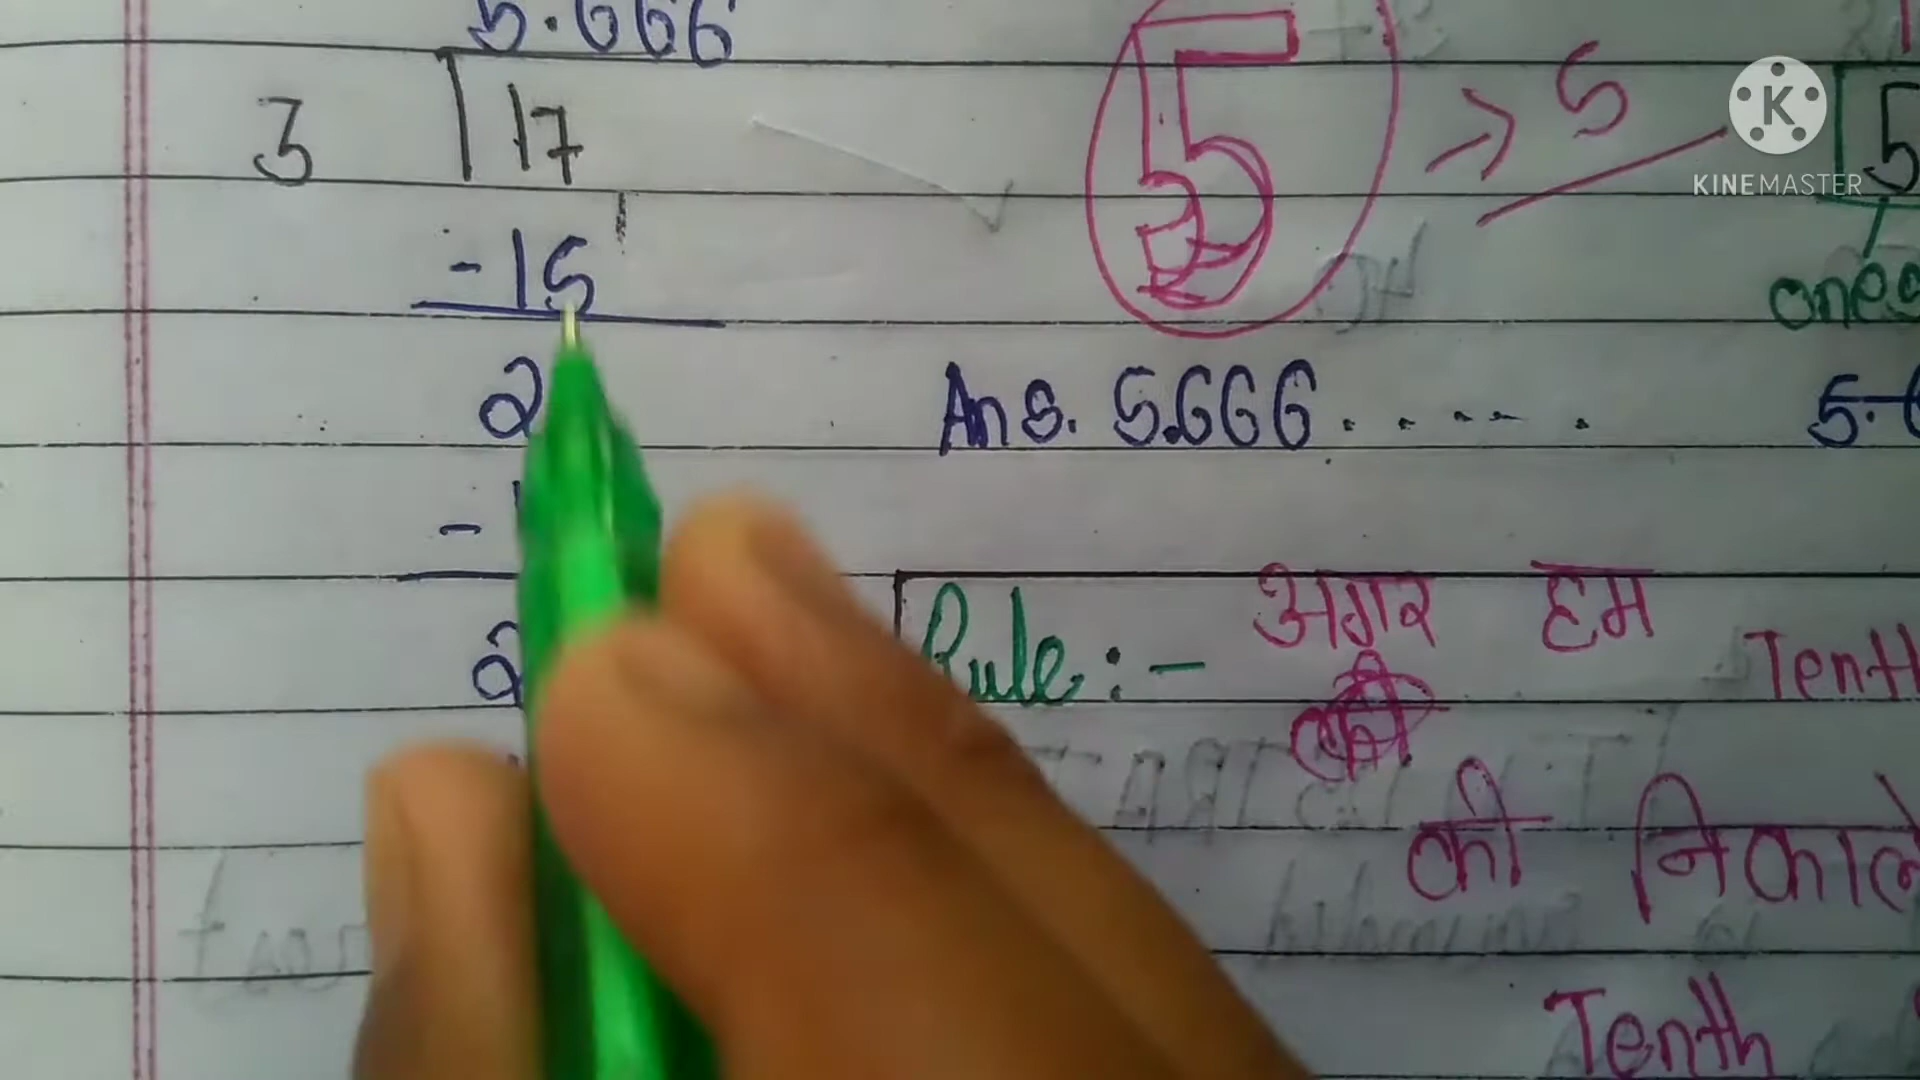 5.666
3 17
5
> 5
5
KINEMASTER
-15
ones
2
Ans. 5.666.......
5.6
-
Rule :- अगर हम Tenth
2
को निकाले
Tenth